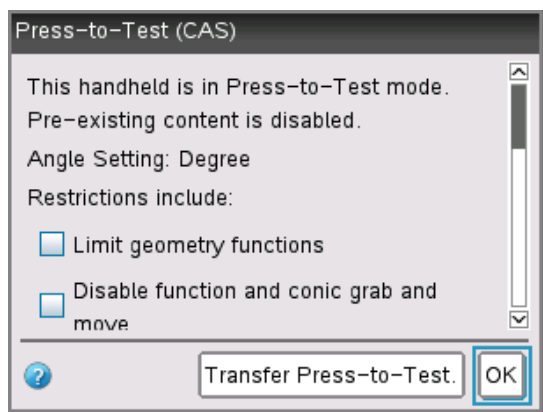 Press-to-Test (CAS)
This handheld is in Press-to-Test mode.
Pre-existing content is disabled.
Angle Setting: Degree
Restrictions include:
Limit geometry functions
Disable function and conic grab and
move
?
Transfer Press-to-Test.
OK